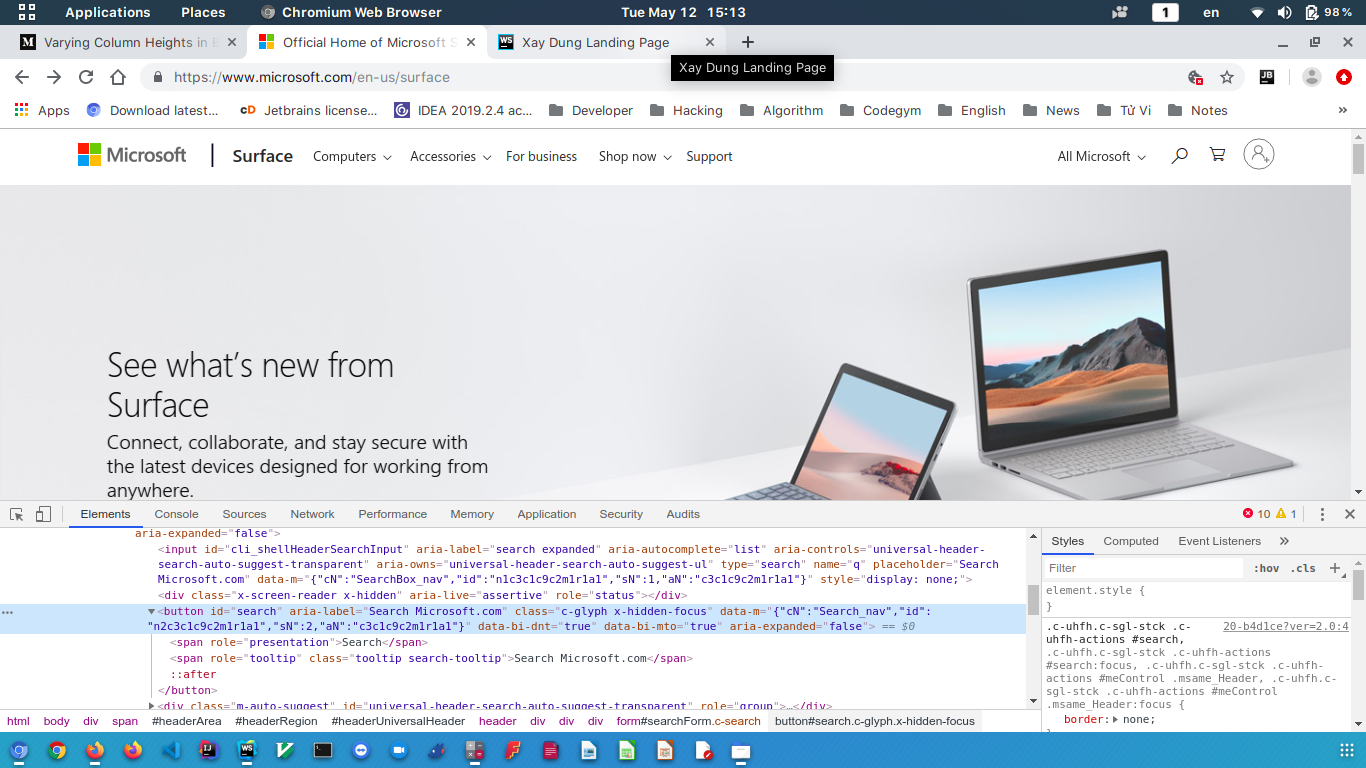 Applications Places Chromium Web Browser Tue May 12 15:13 1 en 98%
Varying Column Heights in Official Home of Microsoft S Xay Dung Landing Page
Xay Dung Landing Page
https://www.microsoft.com/en-us/surface JB
Apps Download latest... cD Jetbrains license... IDEA 2019.2.4 ac... Developer Hacking Algorithm Codegym English News Tử Vi Notes »
Microsoft Surface Computers Accessories For business Shop now Support All Microsoft
See what's new from
Surface
Connect, collaborate, and stay secure with
the latest devices designed for working from
anywhere.
Elements Console Sources Network Performance Memory Application Security Audits 10 1
aria-expanded="false">
<input id="cli_shellHeaderSearchInput" aria-label="search expanded" aria-autocomplete="list" aria-controls="universal-header-
search-auto-suggest-transparent" aria-owns="universal-header-search-auto-suggest-ul" type="search" name="q" placeholder="Search
Microsoft.com" data-m="{"cN":"SearchBox_nav","id":"n1c3c1c9c2m1r1a1","sN":1,"aN":"c3c1c9c2m1r1a1"}" style="display: none;">
<div class="x-screen-reader x-hidden" aria-live="assertive" role="status"></div>
<button id="search" aria-label="Search Microsoft.com" class="c-glyph x-hidden-focus" data-m="{"cN":"Search_nav","id":
"n2c3c1c9c2m1r1a1","sN":2,"aN":"c3c1c9c2m1r1a1"}" data-bi-dnt="true" data-bi-mto="true" aria-expanded="false"> == $0
<span role="presentation">Search</span>
<span role="tooltip" class="tooltip search-tooltip">Search Microsoft.com</span>
::after
</button>
<div class="m-auto-suggest" id="universal-header-search-auto-suggest-transparent" role="group">…</div>
Styles Computed Event Listeners »
Filter :hov .cls +
element.style {
}
.c-uhfh.c-sgl-stck .c- 20-b4d1ce?ver=2.0:4
uhfh-actions #search,
.c-uhfh.c-sgl-stck .c-uhfh-actions
#search:focus, .c-uhfh.c-sgl-stck .c-uhfh-
actions #meControl .msame_Header, .c-uhfh.c-
sgl-stck .c-uhfh-actions #meControl
.msame_Header:focus {
border: none;
html body div span #headerArea #headerRegion #headerUniversalHeader header div div div form#searchForm.c-search button#search.c-glyph.x-hidden-focus